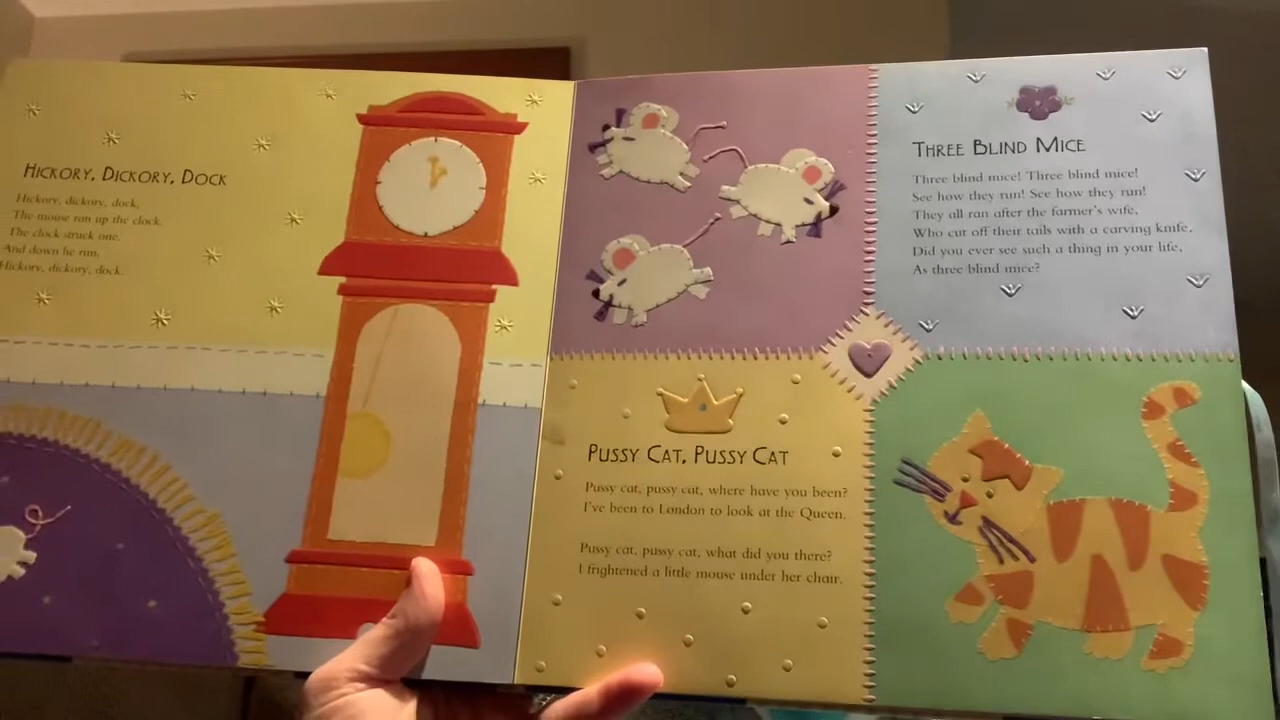 HICKORY, DICKORY, DOCK
Hickory, dickory, dock,
The mouse ran up the clock.
The clock struck one,
And down he run,
Hickory, dickory, dock.
THREE BLIND MICE
Three blind mice! Three blind mice!
See how they run! See how they run!
They all ran after the farmer's wife,
Who cut off their tails with a carving knife,
Did you ever see such a thing in your life,
As three blind mice?
PUSSY CAT, PUSSY CAT
Pussy cat, pussy cat, where have you been?
I've been to London to look at the Queen.
Pussy cat, pussy cat, what did you there?
I frightened a little mouse under her chair.